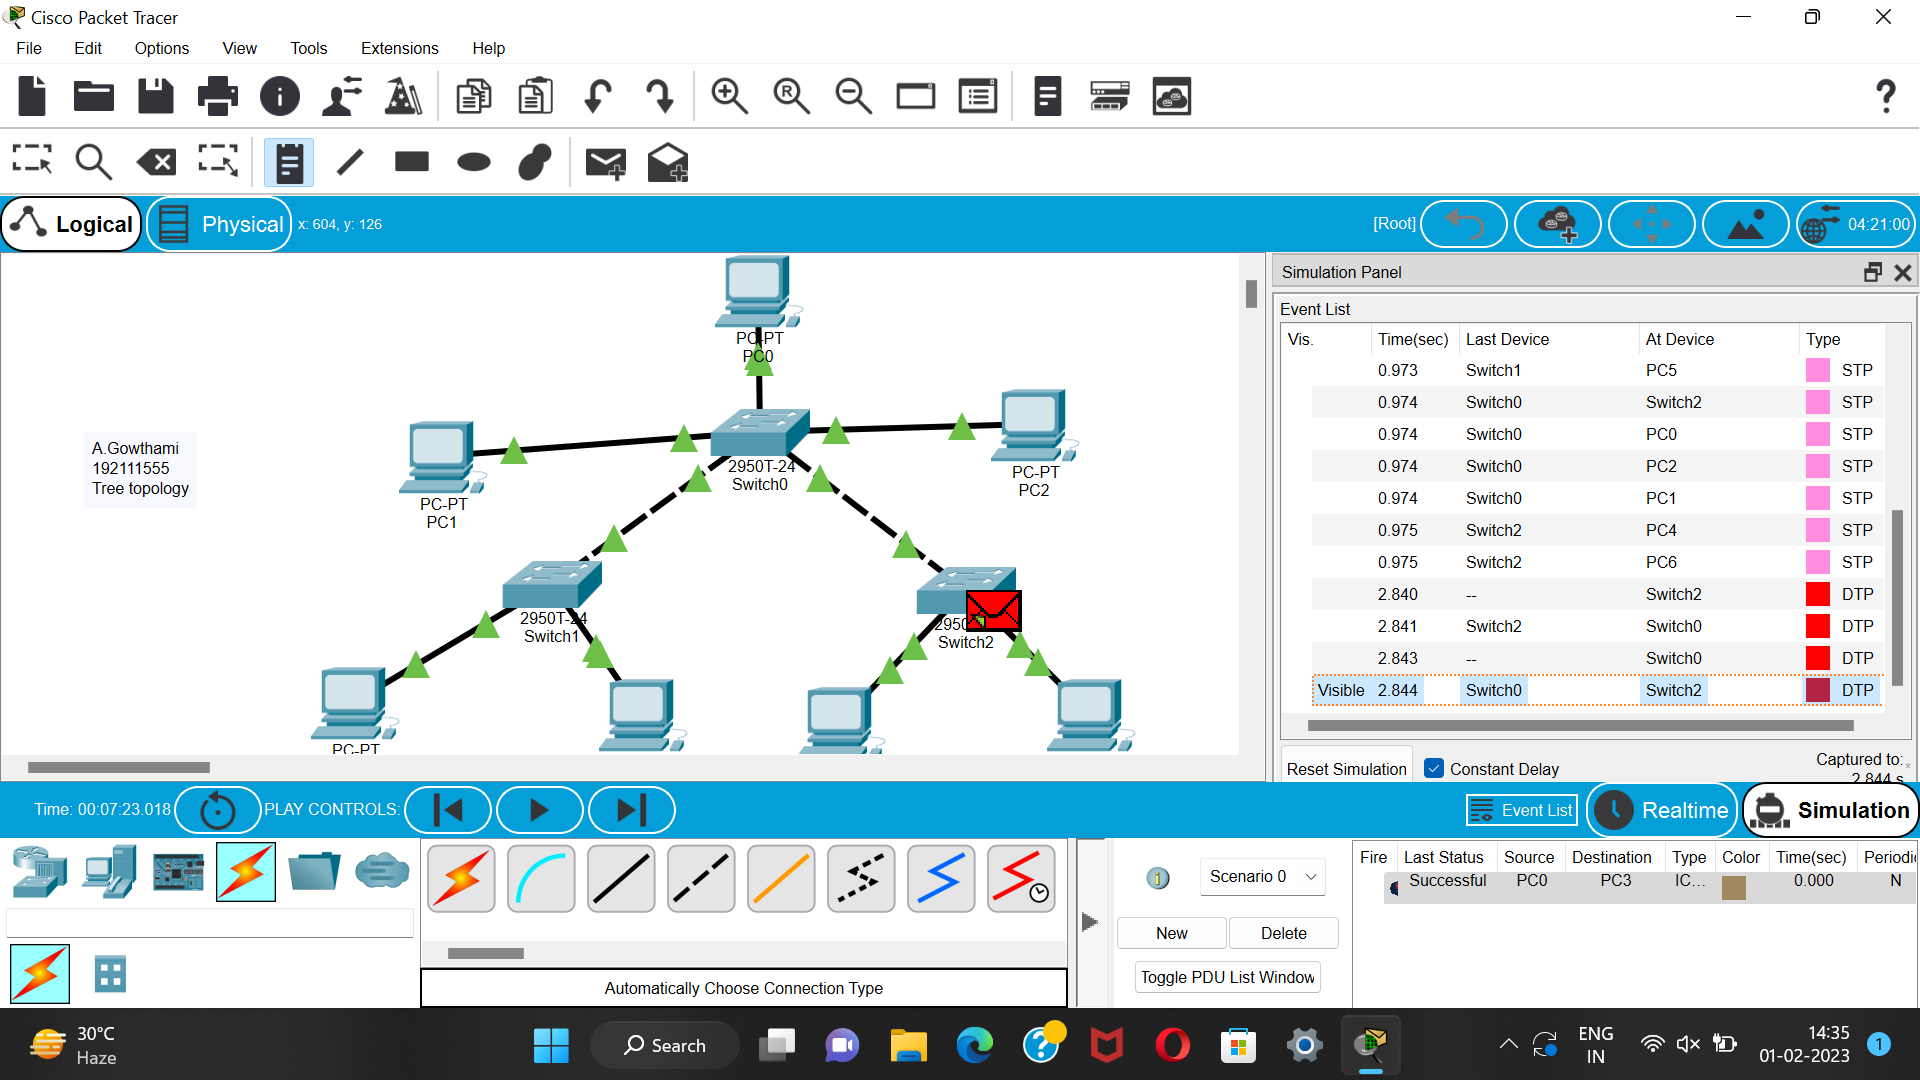 Cisco Packet Tracer
File Edit Options View Tools Extensions Help
Logical Physical x: 604, y: 126 [Root] 04:21:00
PC-PT
PC0
A.Gowthami
192111555
Tree topology
PC-PT
PC1
2950T-24
Switch0
PC-PT
PC2
2950T-24
Switch1
2950
Switch2
PC-PT
Simulation Panel
Event List
Vis. Time(sec) Last Device At Device Type
0.973 Switch1 PC5 STP
0.974 Switch0 Switch2 STP
0.974 Switch0 PC0 STP
0.974 Switch0 PC2 STP
0.974 Switch0 PC1 STP
0.975 Switch2 PC4 STP
0.975 Switch2 PC6 STP
2.840 -- Switch2 DTP
2.841 Switch2 Switch0 DTP
2.843 -- Switch0 DTP
Visible 2.844 Switch0 Switch2 DTP
Reset Simulation Constant Delay Captured to:*
2.844 s
Time: 00:07:23.018 PLAY CONTROLS: Event List Realtime Simulation
Automatically Choose Connection Type
Scenario 0
New Delete
Toggle PDU List Window
Fire Last Status Source Destination Type Color Time(sec) Periodic
Successful PC0 PC3 IC... 0.000 N
30°C
Haze
Search
ENG
IN
14:35
01-02-2023
1